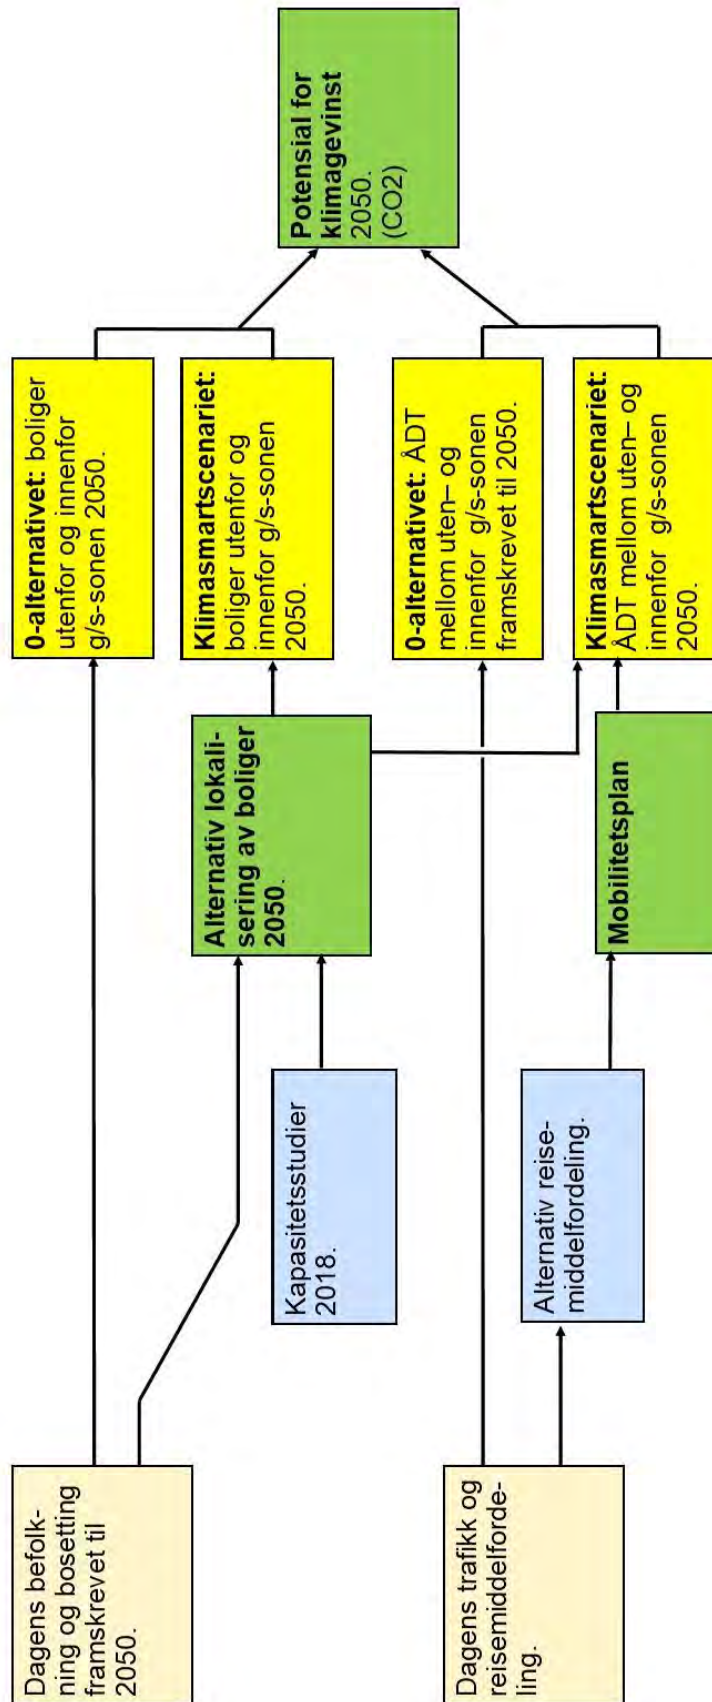 Dagens befolk-
ning og bosetting
framskrevet til
2050.
Dagens trafikk og
reisemiddelforde-
ling.
Kapasitetsstudier
2018.
Alternativ reise-
middelfordeling.
Alternativ lokali-
sering av boliger
2050.
Mobilitetsplan
0-alternativet: boliger
utenfor og innenfor
g/s-sonen 2050.
Klimasmartscenariet:
boliger utenfor og
innenfor g/s-sonen
2050.
0-alternativet: ÅDT
mellom uten– og
innenfor g/s-sonen
framskrevet til 2050.
Klimasmartscenariet:
ÅDT mellom uten– og
innenfor g/s-sonen
2050.
Potensial for
klimagevinst
2050.
(CO2)